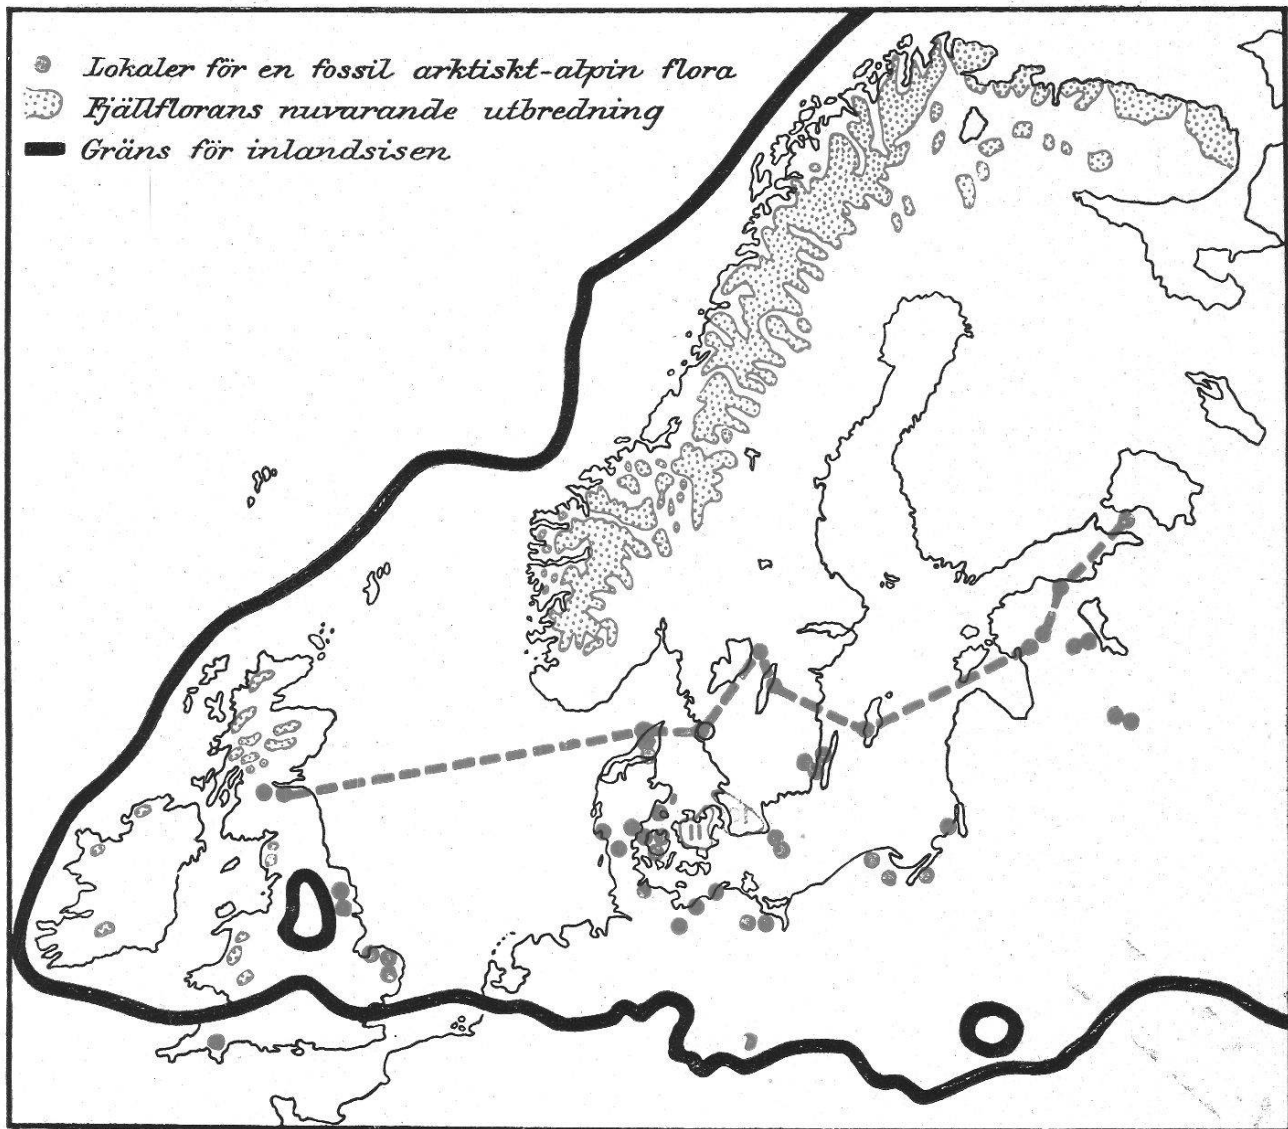 Lokaler för en fossil arktiskt-alpin flora
Fjällflorans nuvarande utbredning
Gräns för inlandsisen